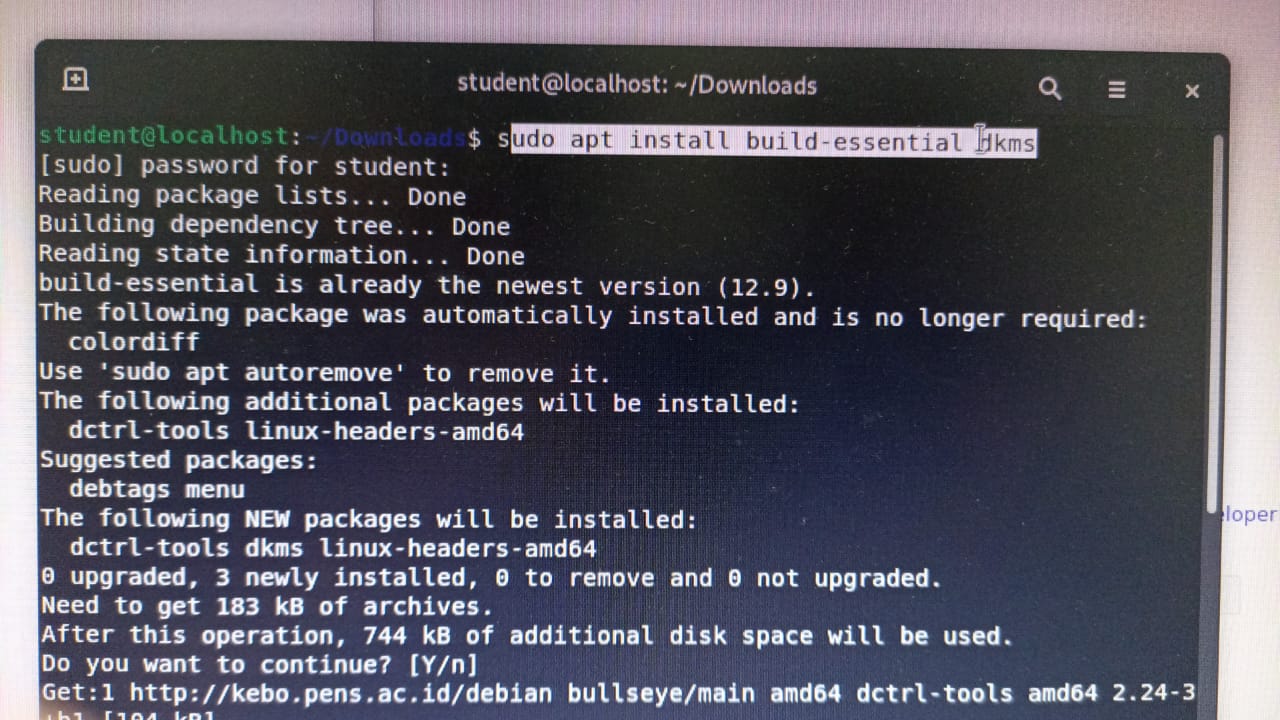 student@localhost: ~/Downloads
student@localhost:~/Downloads$ sudo apt install build-essential dkms
[sudo] password for student:
Reading package lists... Done
Building dependency tree... Done
Reading state information... Done
build-essential is already the newest version (12.9).
The following package was automatically installed and is no longer required:
  colordiff
Use 'sudo apt autoremove' to remove it.
The following additional packages will be installed:
  dctrl-tools linux-headers-amd64
Suggested packages:
  debtags menu
The following NEW packages will be installed:
  dctrl-tools dkms linux-headers-amd64
0 upgraded, 3 newly installed, 0 to remove and 0 not upgraded.
Need to get 183 kB of archives.
After this operation, 744 kB of additional disk space will be used.
Do you want to continue? [Y/n]
Get:1 http://kebo.pens.ac.id/debian bullseye/main amd64 dctrl-tools amd64 2.24-3